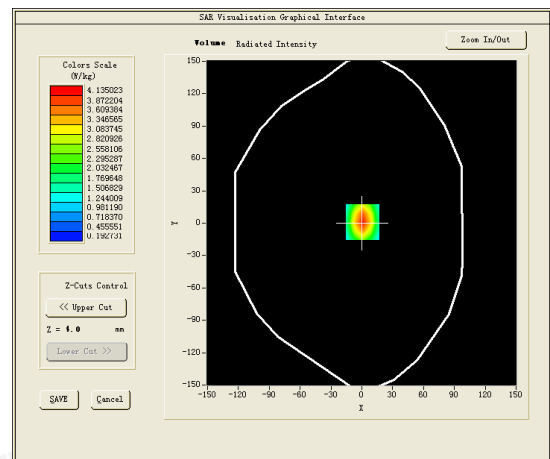 SAR Visualisation Graphical Interface
Volume Radiated Intensity
Zoom In/Out
Colors Scale
(W/kg)
4.135023
3.872204
3.609384
3.346565
3.083745
2.820926
2.558106
2.295287
2.032467
1.769648
1.506829
1.244009
0.981190
0.718370
0.455551
0.192731
150
120
90
60
30
0
-30
-60
-90
-120
-150
Y
-150 -120 -90 -60 -30 0 30 60 90 120 150
X
Z-Cuts Control
<< Upper Cut
Z = 4.0 mm
Lower Cut >>
SAVE Cancel